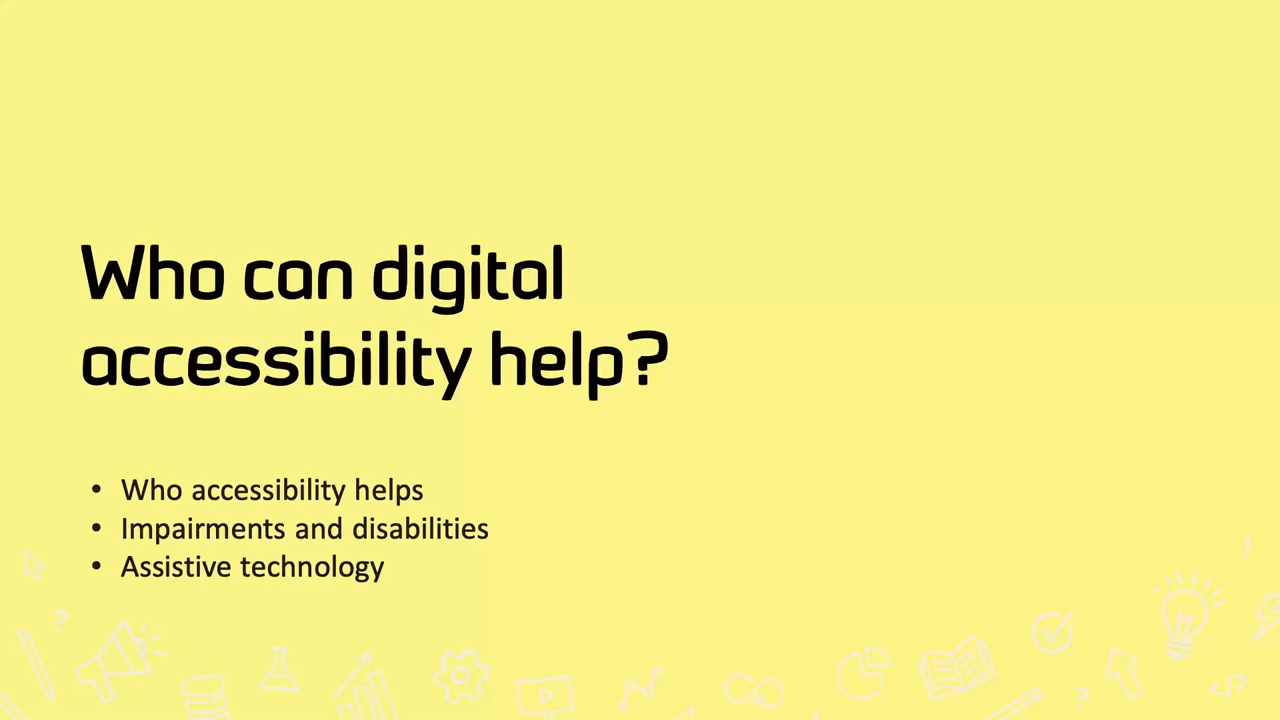 Who can digital
accessibility help?
• Who accessibility helps
• Impairments and disabilities
• Assistive technology